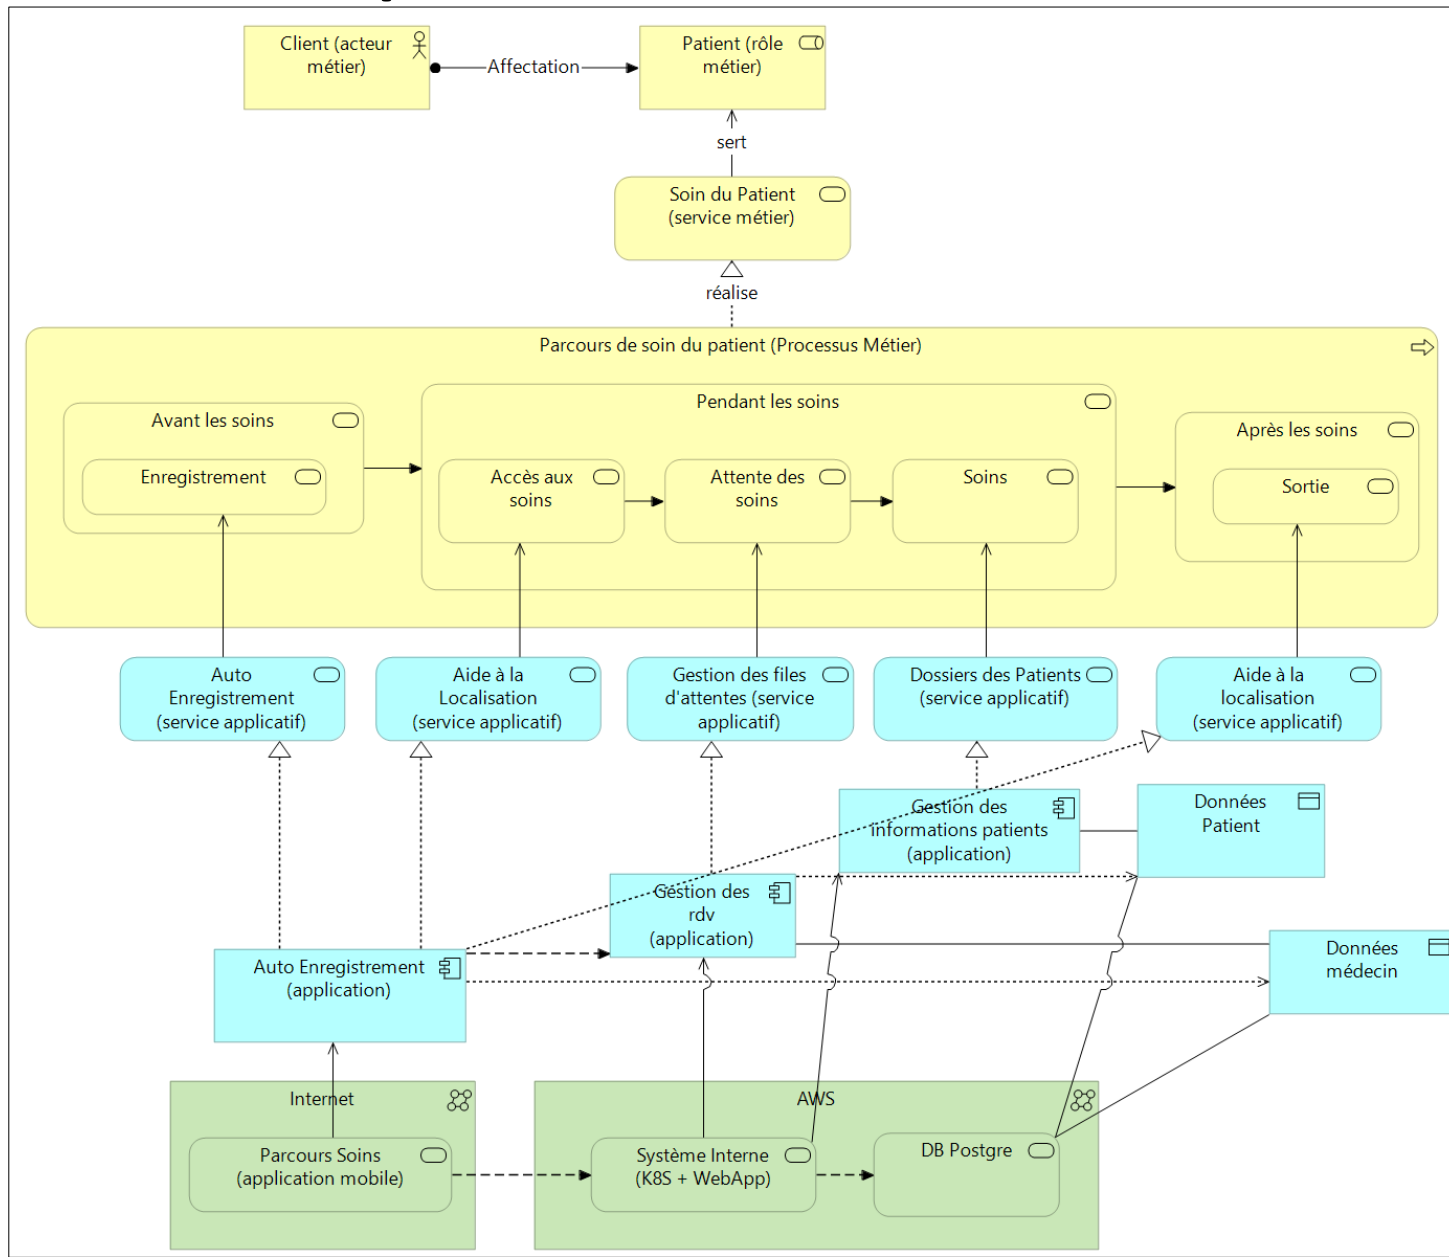 Client (acteur
métier)
Affectation
Patient (rôle
métier)
sert
Soin du Patient
(service métier)
réalise
Parcours de soin du patient (Processus Métier)
Avant les soins
Enregistrement
Pendant les soins
Accès aux
soins
Attente des
soins
Soins
Après les soins
Sortie
Auto
Enregistrement
(service applicatif)
Aide à la
Localisation
(service applicatif)
Gestion des files
d'attentes (service
applicatif)
Dossiers des Patients
(service applicatif)
Aide à la
localisation
(service applicatif)
Gestion des
informations patients
(application)
Données
Patient
Gestion des
rdv
(application)
Données
médecin
Auto Enregistrement
(application)
Internet
Parcours Soins
(application mobile)
AWS
Système Interne
(K8S + WebApp)
DB Postgre